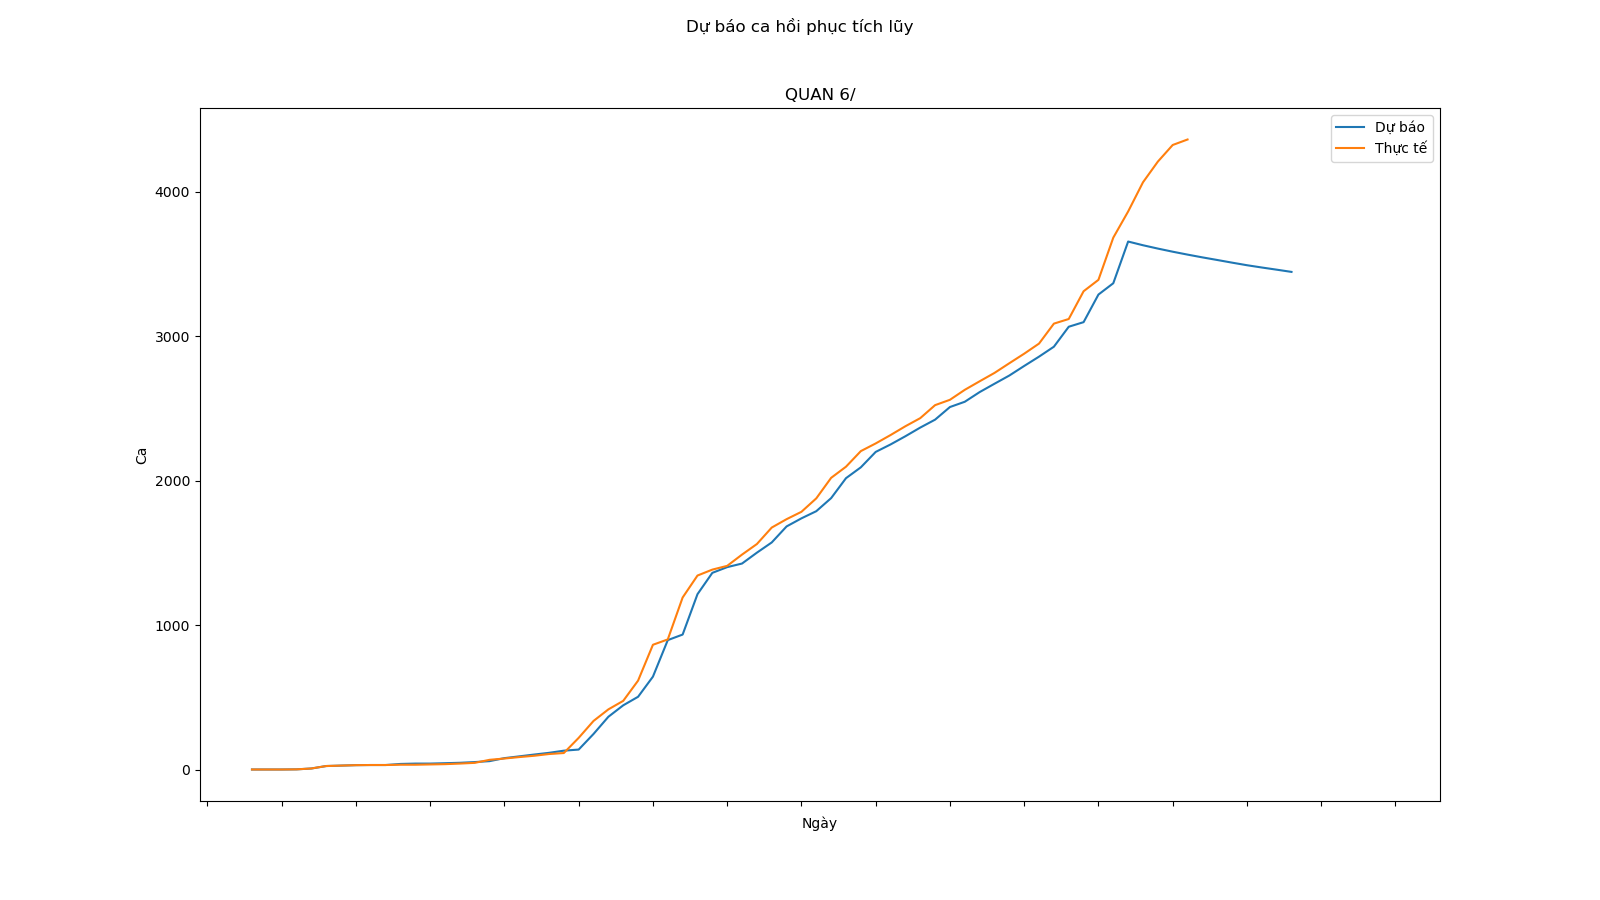 Dự báo ca hồi phục tích lũy
QUAN 6/
Dự báo
Thực tế
4000
3000
2000
1000
0
Ca
Ngày